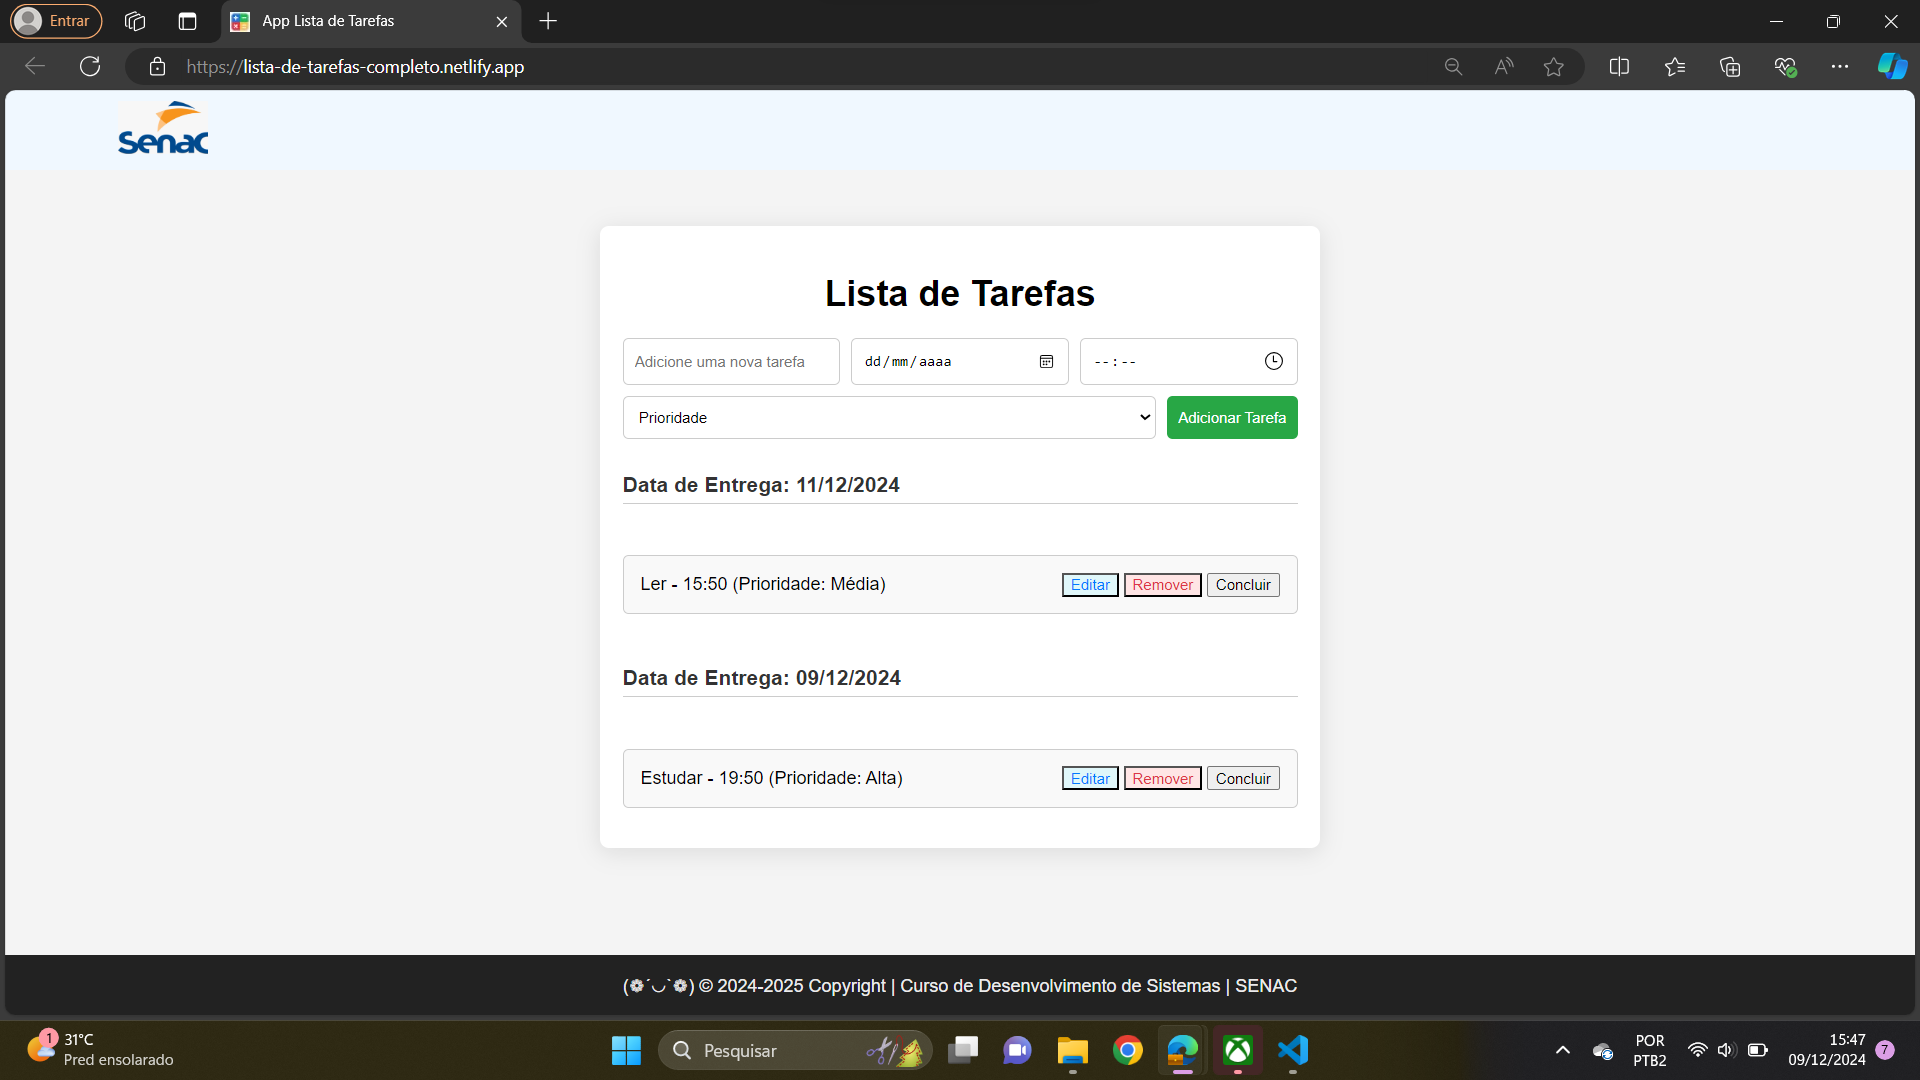 Entrar
App Lista de Tarefas
https://lista-de-tarefas-completo.netlify.app
Senac
Lista de Tarefas
Adicione uma nova tarefa
dd/mm/aaaa
--:--
Prioridade
Adicionar Tarefa
Data de Entrega: 11/12/2024
Ler - 15:50 (Prioridade: Média)
Editar
Remover
Concluir
Data de Entrega: 09/12/2024
Estudar - 19:50 (Prioridade: Alta)
Editar
Remover
Concluir
(❁´◡`❁) © 2024-2025 Copyright | Curso de Desenvolvimento de Sistemas | SENAC
1
31°C
Pred ensolarado
Pesquisar
POR
PTB2
15:47
09/12/2024
7